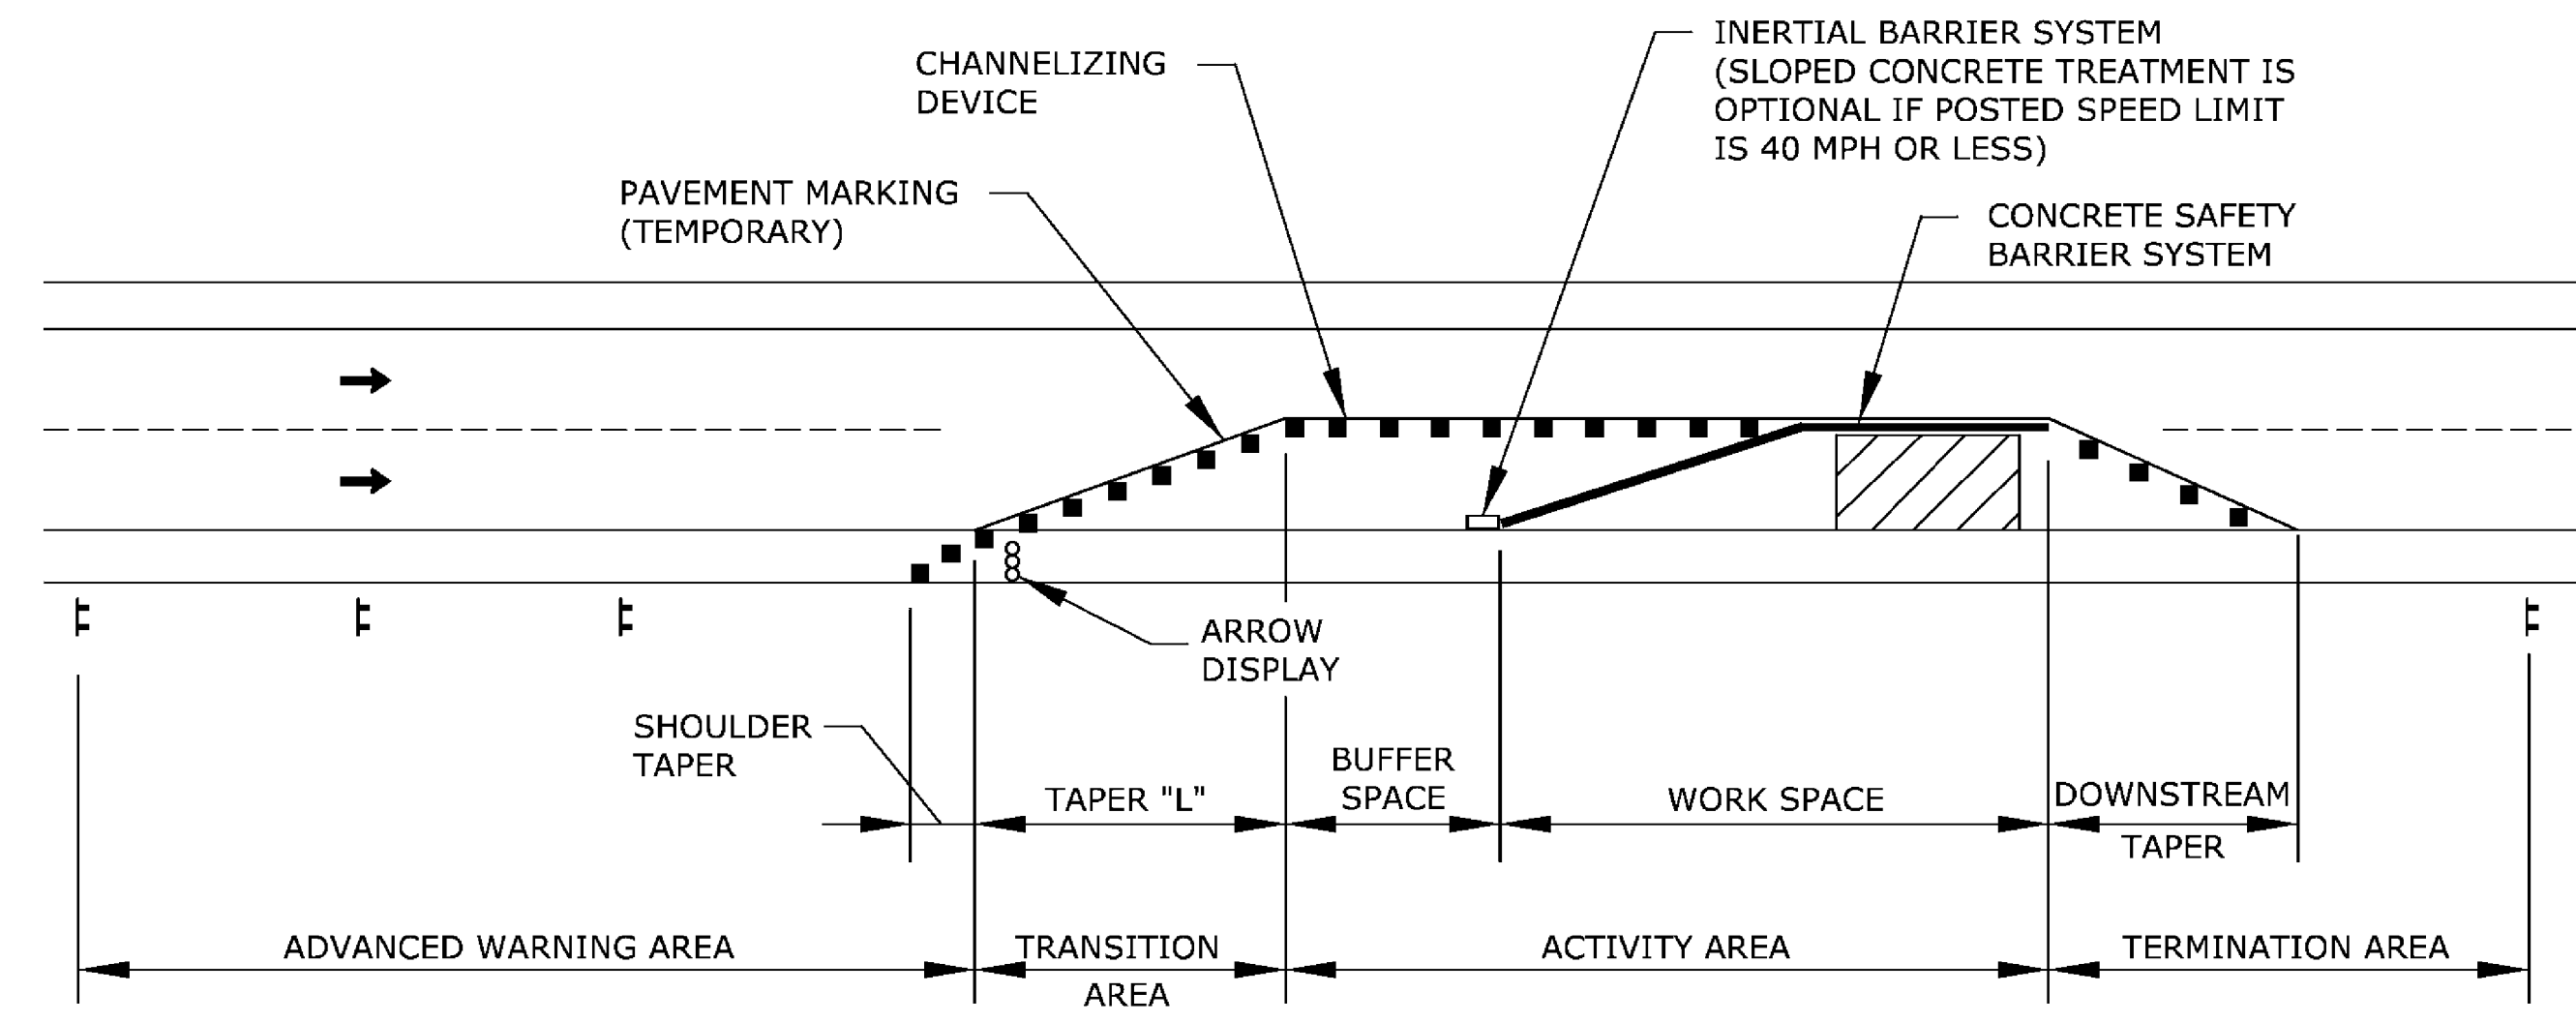 INERTIAL BARRIER SYSTEM
(SLOPED CONCRETE TREATMENT IS
OPTIONAL IF POSTED SPEED LIMIT
IS 40 MPH OR LESS)
CHANNELIZING
DEVICE
PAVEMENT MARKING
(TEMPORARY)
CONCRETE SAFETY
BARRIER SYSTEM
ARROW
DISPLAY
SHOULDER
TAPER
TAPER "L"
BUFFER
SPACE
WORK SPACE
DOWNSTREAM
TAPER
ADVANCED WARNING AREA
TRANSITION
AREA
ACTIVITY AREA
TERMINATION AREA